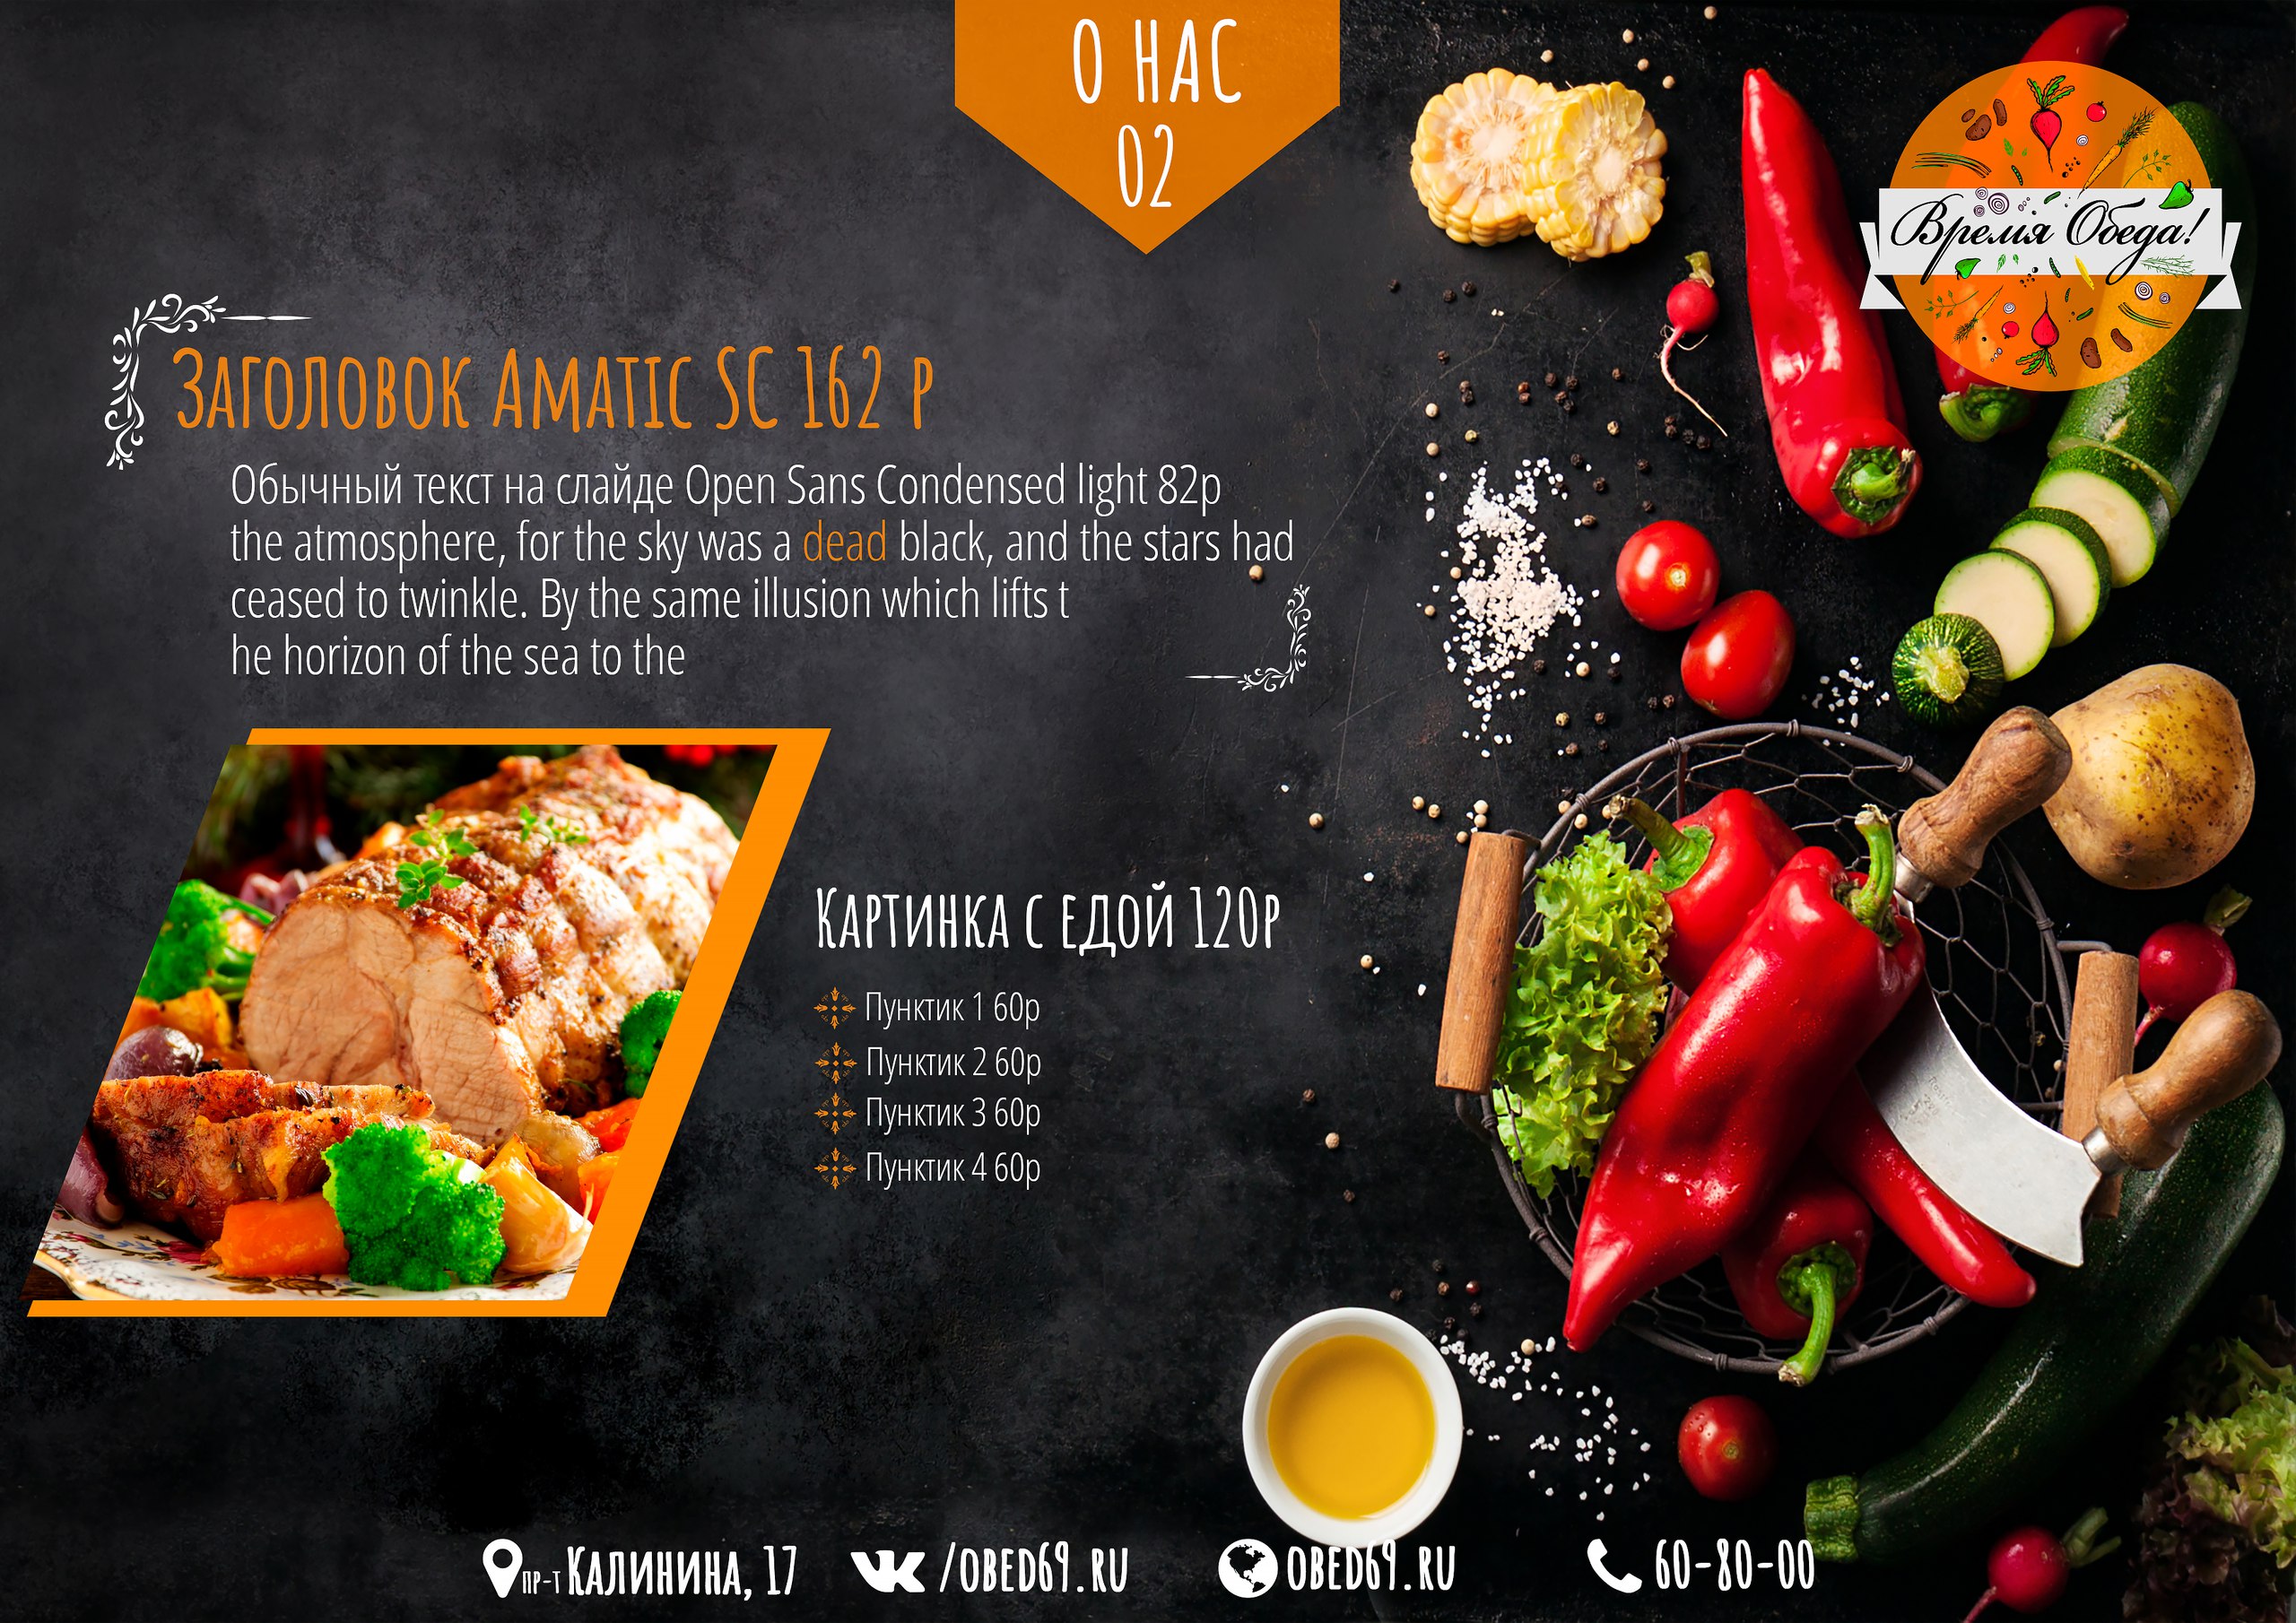 О НАС
02
Время Обеда!
Заголовок Amatic SC 162 р
Обычный текст на слайде Open Sans Condensed light 82р
the atmosphere, for the sky was a dead black, and the stars had
ceased to twinkle. By the same illusion which lifts t
he horizon of the sea to the
Картинка с едой 120р
Пунктик 1 60р
Пунктик 2 60р
Пунктик 3 60р
Пунктик 4 60р
пр-т Калинина, 17
/obed69.ru
obed69.ru
60-80-00